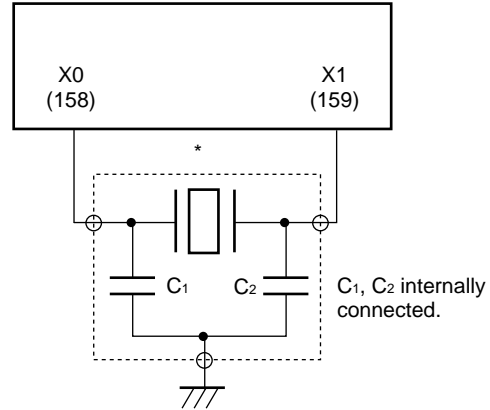 X0
(158)
X1
(159)
*
C1
C2
C1, C2 internally
connected.